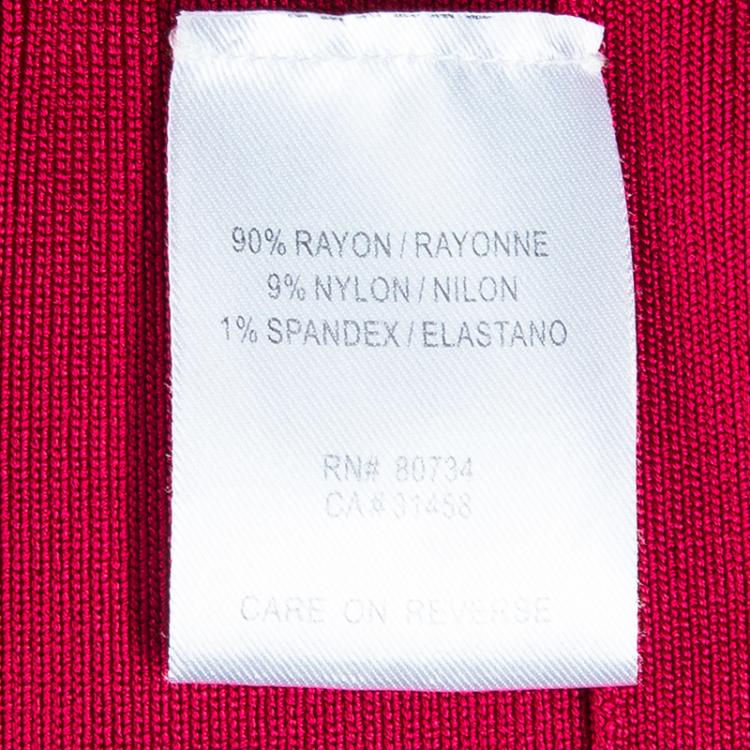 90% RAYON / RAYONNE
9% NYLON / NILON
1% SPANDEX / ELASTANO
RN# 80734
CA# 31458
CARE ON REVERSE